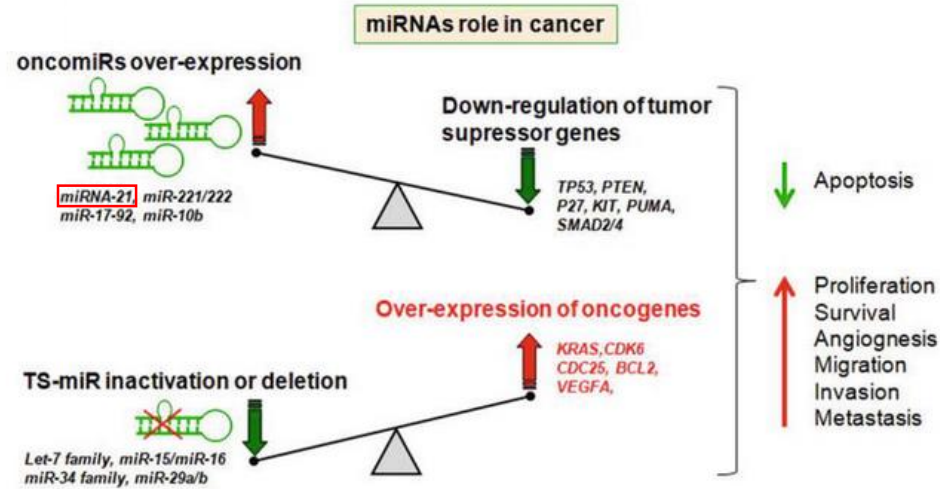 miRNAs role in cancer
oncomiRs over-expression
miRNA-21, miR-221/222
miR-17-92, miR-10b
Down-regulation of tumor
supressor genes
TP53, PTEN,
P27, KIT, PUMA,
SMAD2/4
TS-miR inactivation or deletion
Let-7 family, miR-15/miR-16
miR-34 family, miR-29a/b
Over-expression of oncogenes
KRAS,CDK6
CDC25, BCL2,
VEGFA,
Apoptosis
Proliferation
Survival
Angiognesis
Migration
Invasion
Metastasis